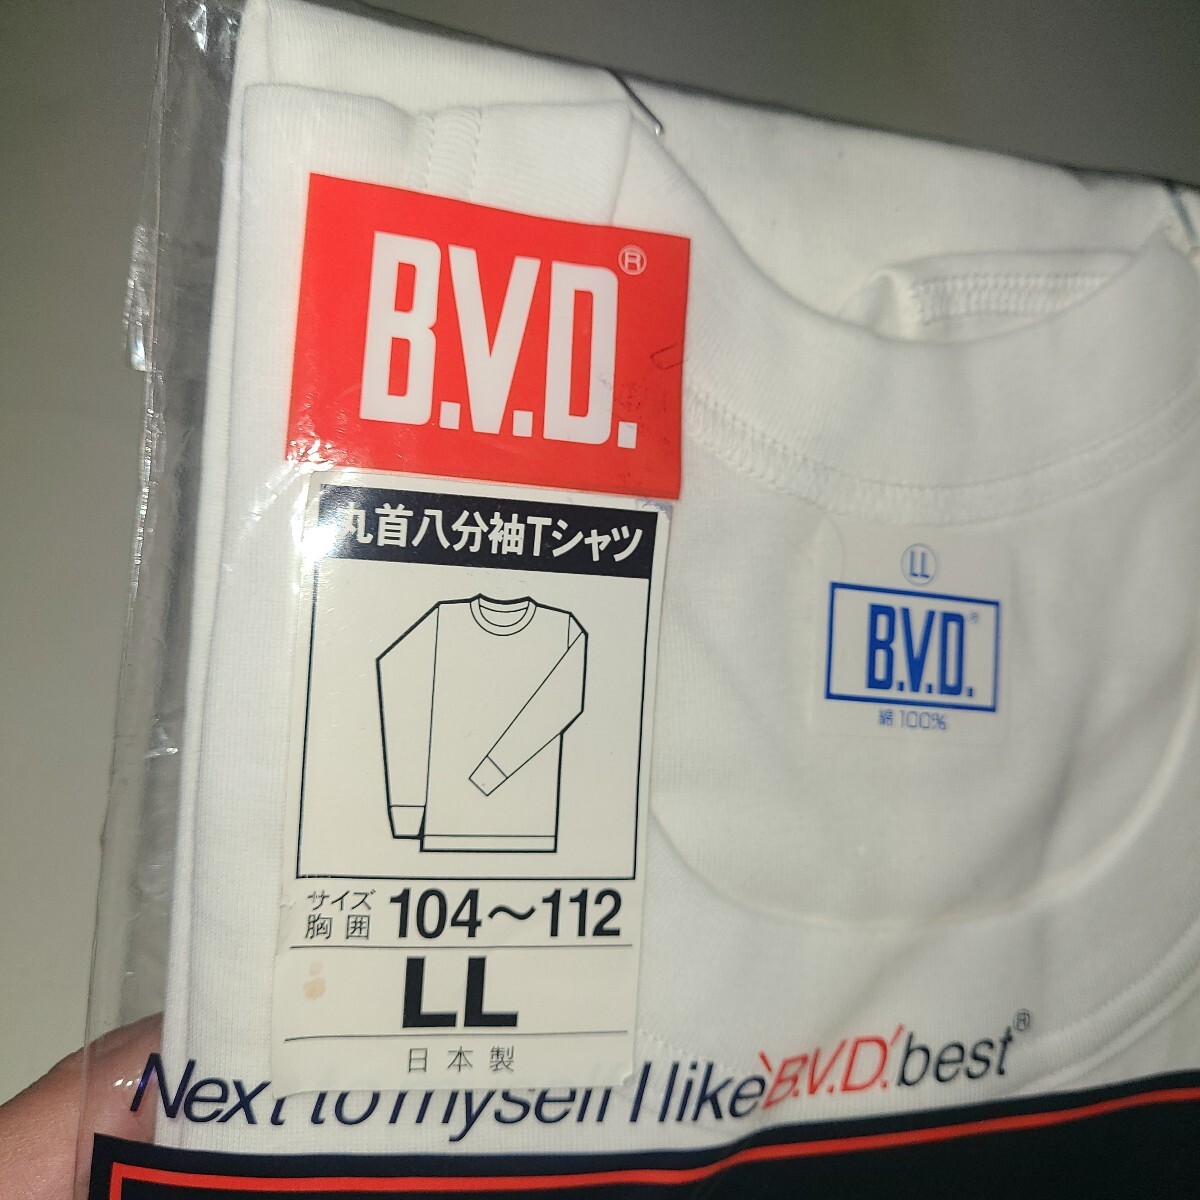 B.V.D.®
丸首八分袖Tシャツ
サイズ
胸囲 104～112
LL
日本製
LL
B.V.D.®
綿100%
Next to myself I like 'B.V.D.' best®